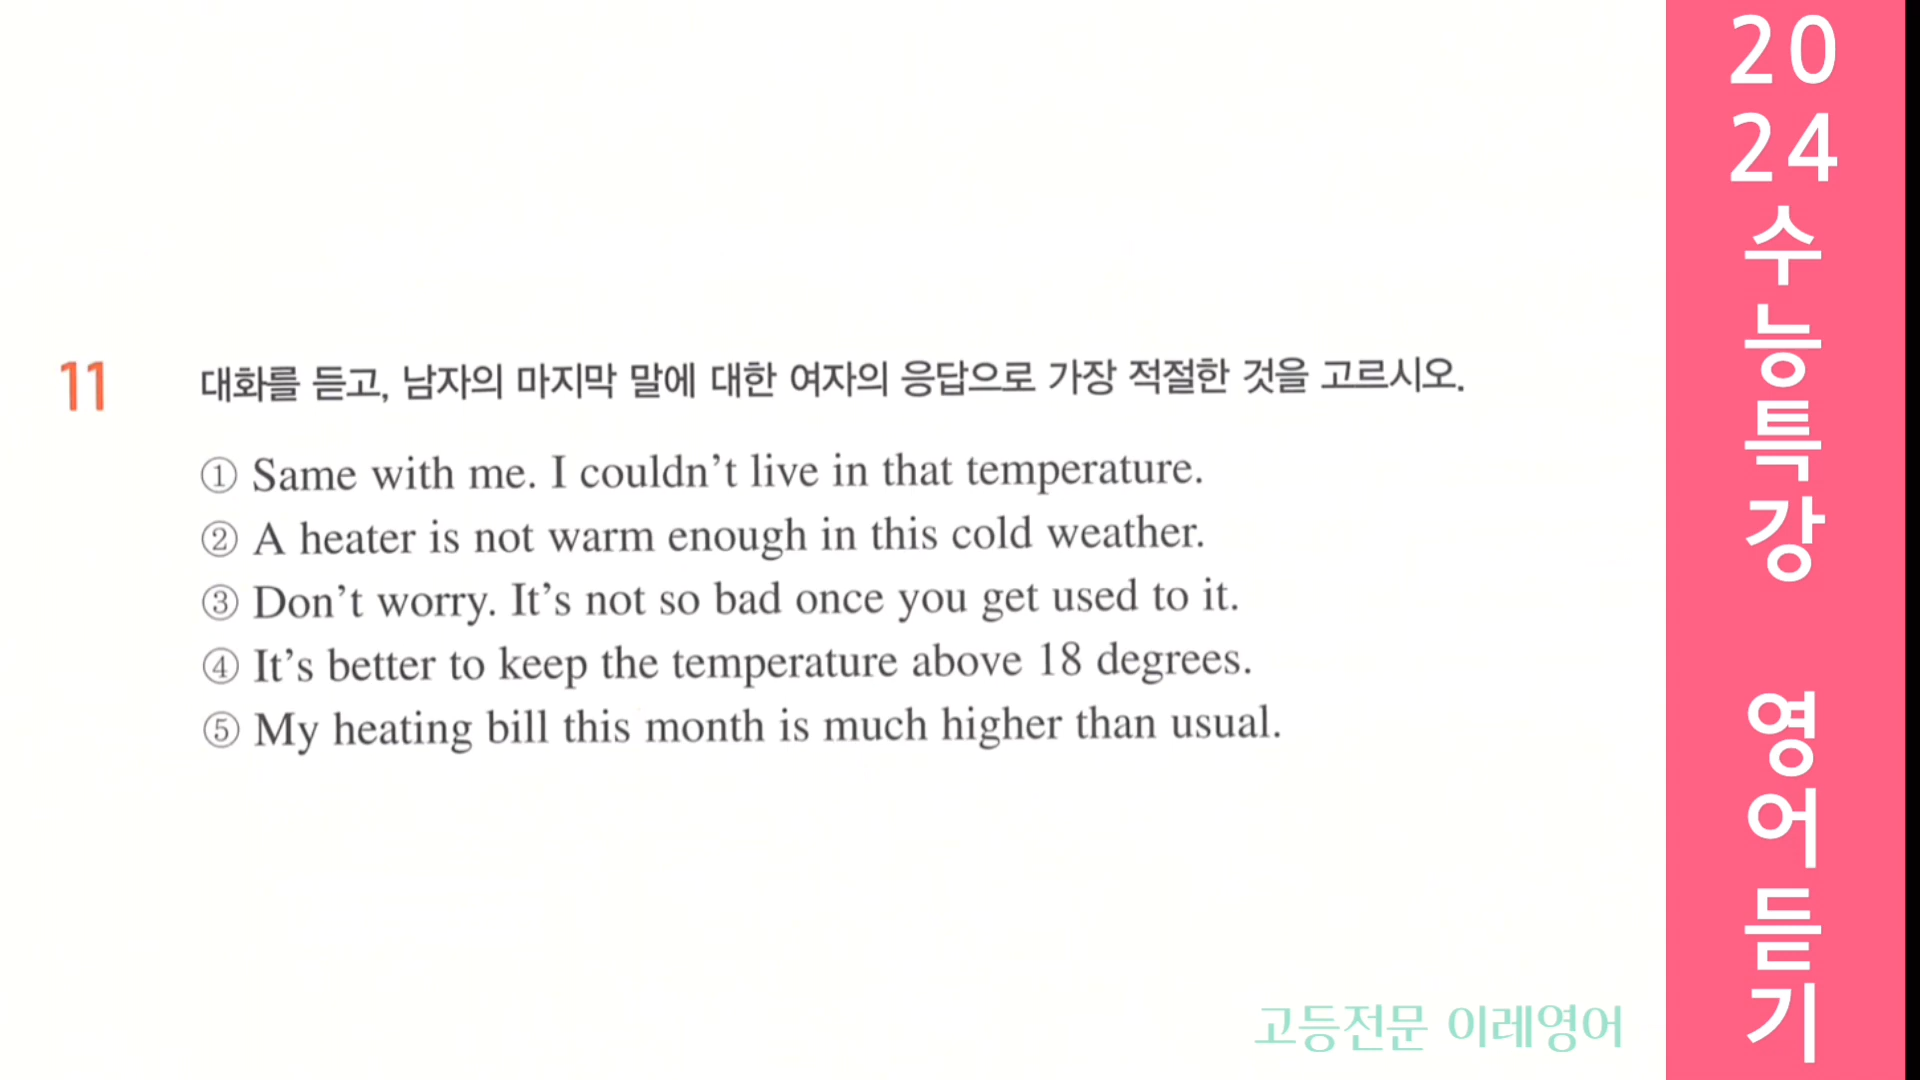 11 대화를 듣고, 남자의 마지막 말에 대한 여자의 응답으로 가장 적절한 것을 고르시오.
① Same with me. I couldn't live in that temperature.
② A heater is not warm enough in this cold weather.
③ Don't worry. It's not so bad once you get used to it.
④ It's better to keep the temperature above 18 degrees.
⑤ My heating bill this month is much higher than usual.
고등전문 이레영어
2024 수능특강 영어듣기